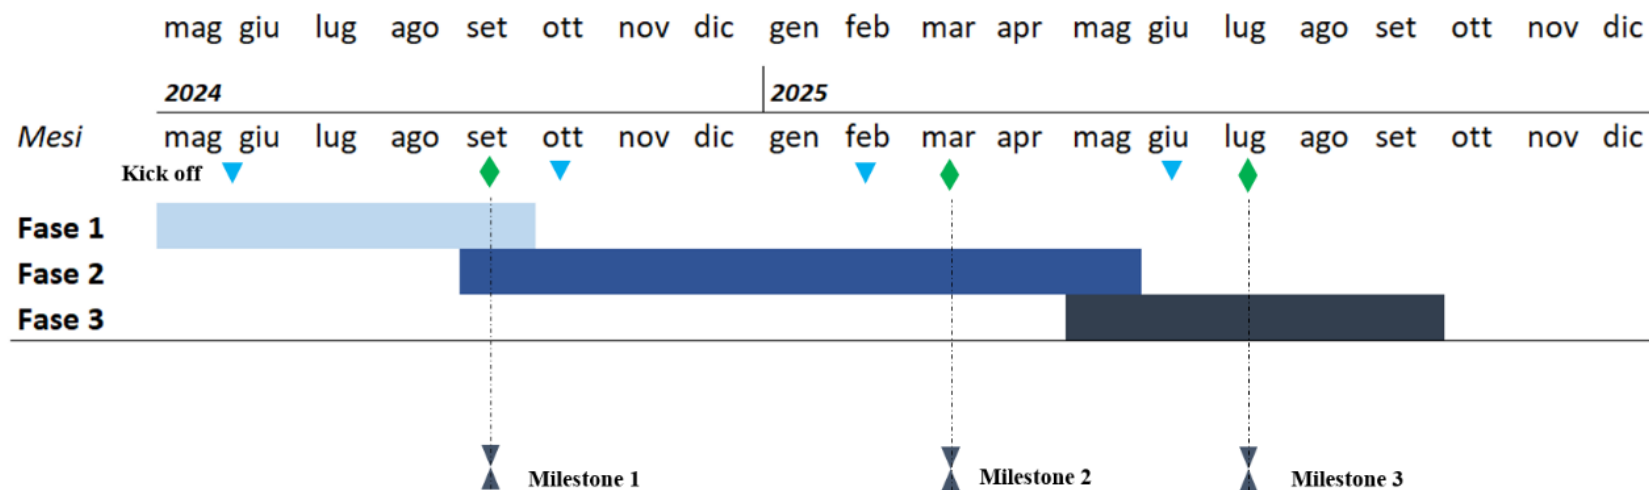 mag giu lug ago set ott nov dic gen feb mar apr mag giu lug ago set ott nov dic
2024 2025
Mesi mag giu lug ago set ott nov dic gen feb mar apr mag giu lug ago set ott nov dic
Kick off
Fase 1
Fase 2
Fase 3
Milestone 1 Milestone 2 Milestone 3